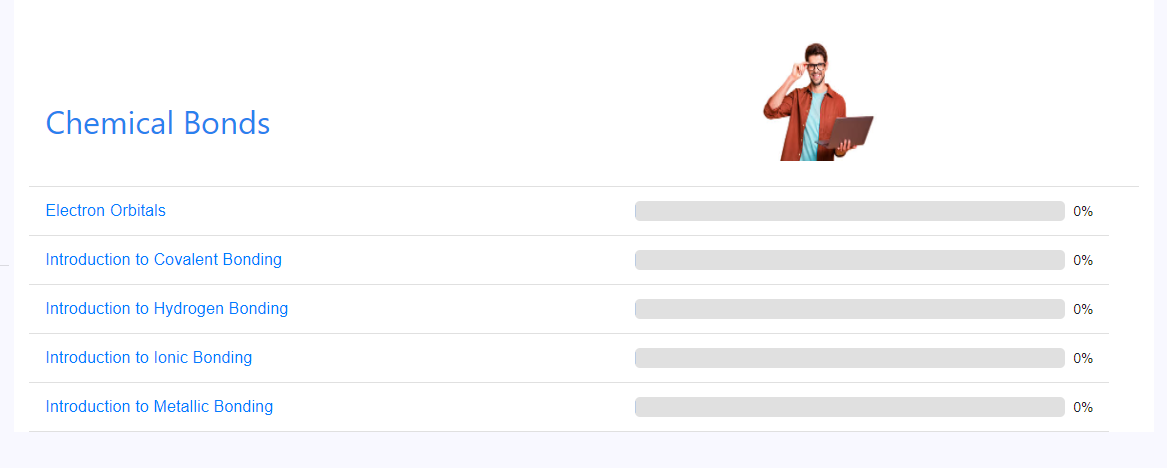 Chemical Bonds
Electron Orbitals 0%
Introduction to Covalent Bonding 0%
Introduction to Hydrogen Bonding 0%
Introduction to Ionic Bonding 0%
Introduction to Metallic Bonding 0%